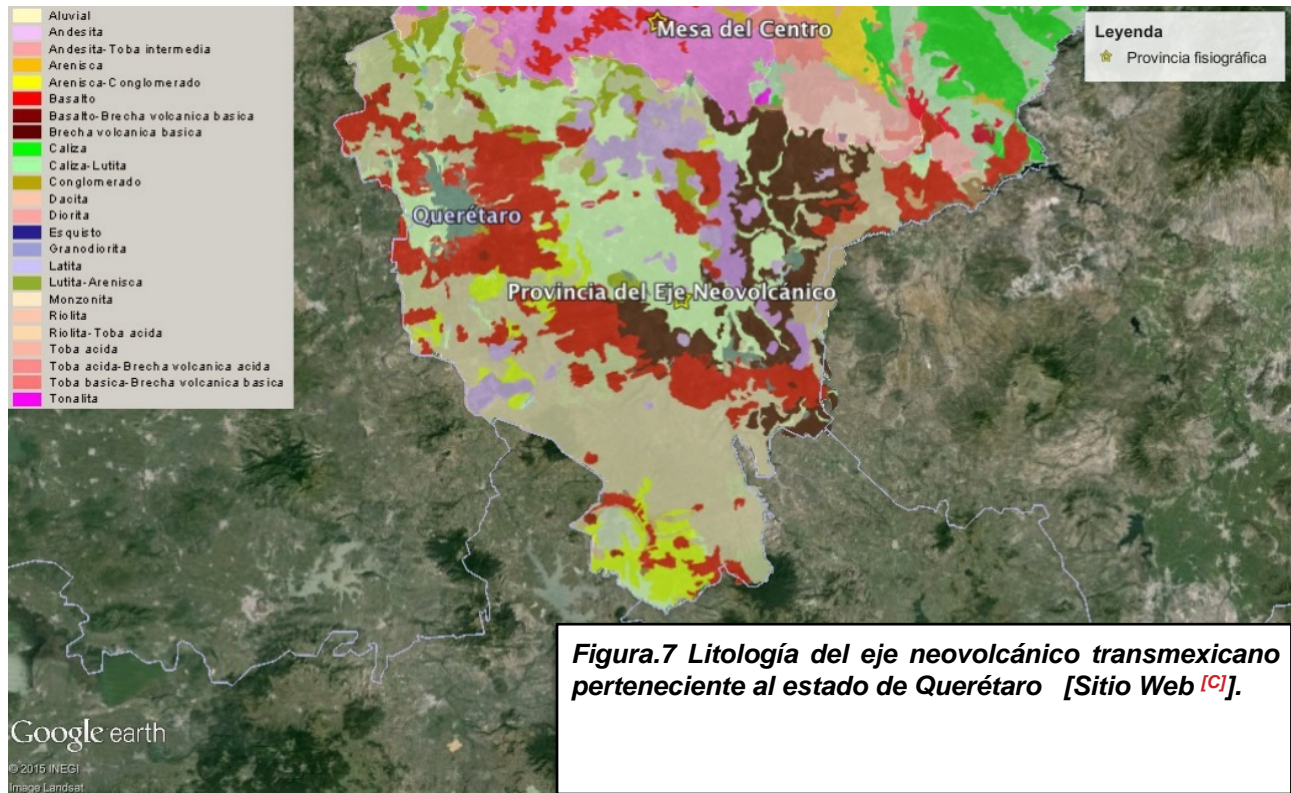 Aluvial
Andesita
Andesita-Toba intermedia
Arenisca
Arenisca-Conglomerado
Basalto
Basalto-Brecha volcanica basica
Brecha volcanica basica
Caliza
Caliza-Lutita
Conglomerado
Dacita
Diorita
Esquisto
Granodiorita
Latita
Lutita-Arenisca
Monzonita
Riolita
Riolita-Toba acida
Toba acida
Toba acida-Brecha volcanica acida
Toba basica-Brecha volcanica basica
Tonalita
Mesa del Centro
Leyenda
Provincia fisiográfica
Querétaro
Provincia del Eje Neovolcánico
Figura.7 Litología del eje neovolcánico transmexicano
perteneciente al estado de Querétaro [Sitio Web [C]].
Google earth
© 2015 INEGI
Image Landsat